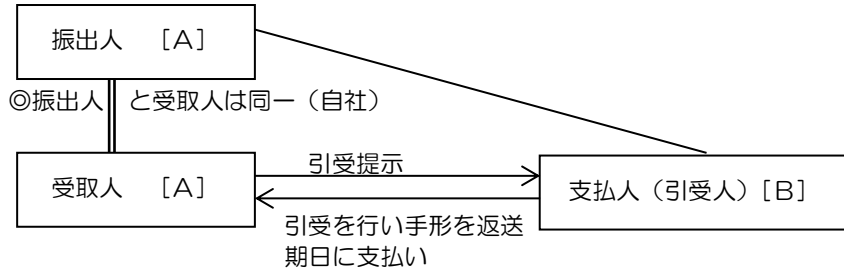 振出人　[A]
◎振出人　と受取人は同一（自社）
受取人　[A]
引受提示
支払人（引受人）[B]
引受を行い手形を返送
期日に支払い